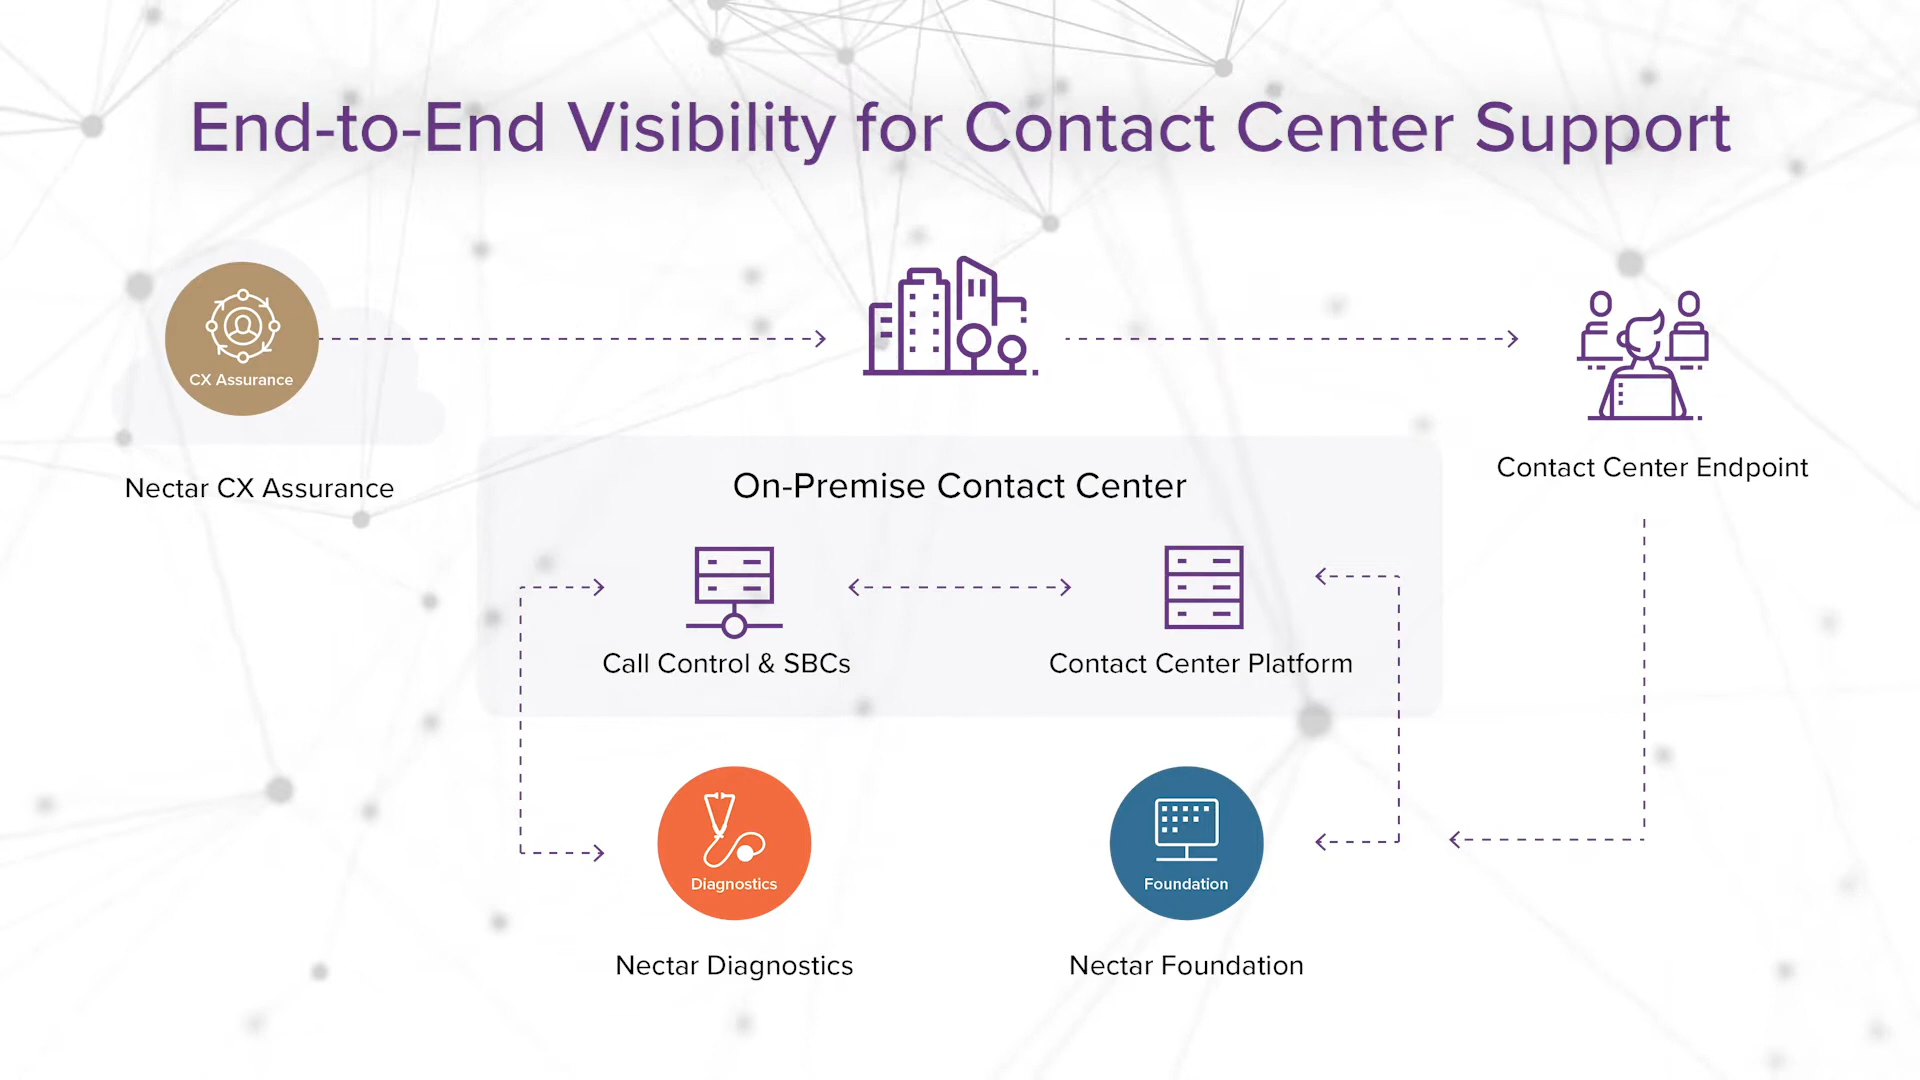 End-to-End Visibility for Contact Center Support
CX Assurance
Nectar CX Assurance
Contact Center Endpoint
On-Premise Contact Center
Call Control & SBCs
Contact Center Platform
Diagnostics
Foundation
Nectar Diagnostics
Nectar Foundation